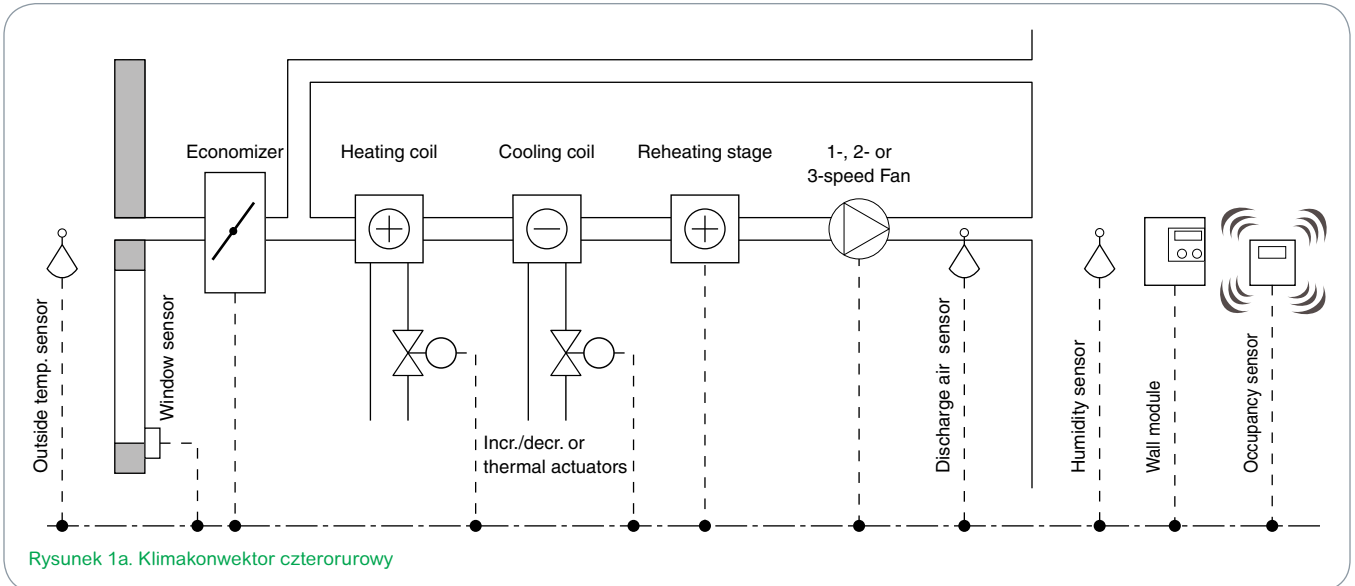 Economizer
Heating coil
Cooling coil
Reheating stage
1-, 2- or
3-speed Fan
Outside temp. sensor
Window sensor
Incr./decr. or
thermal actuators
Discharge air sensor
Humidity sensor
Wall module
Occupancy sensor
Rysunek 1a. Klimakonwektor czterorurowy